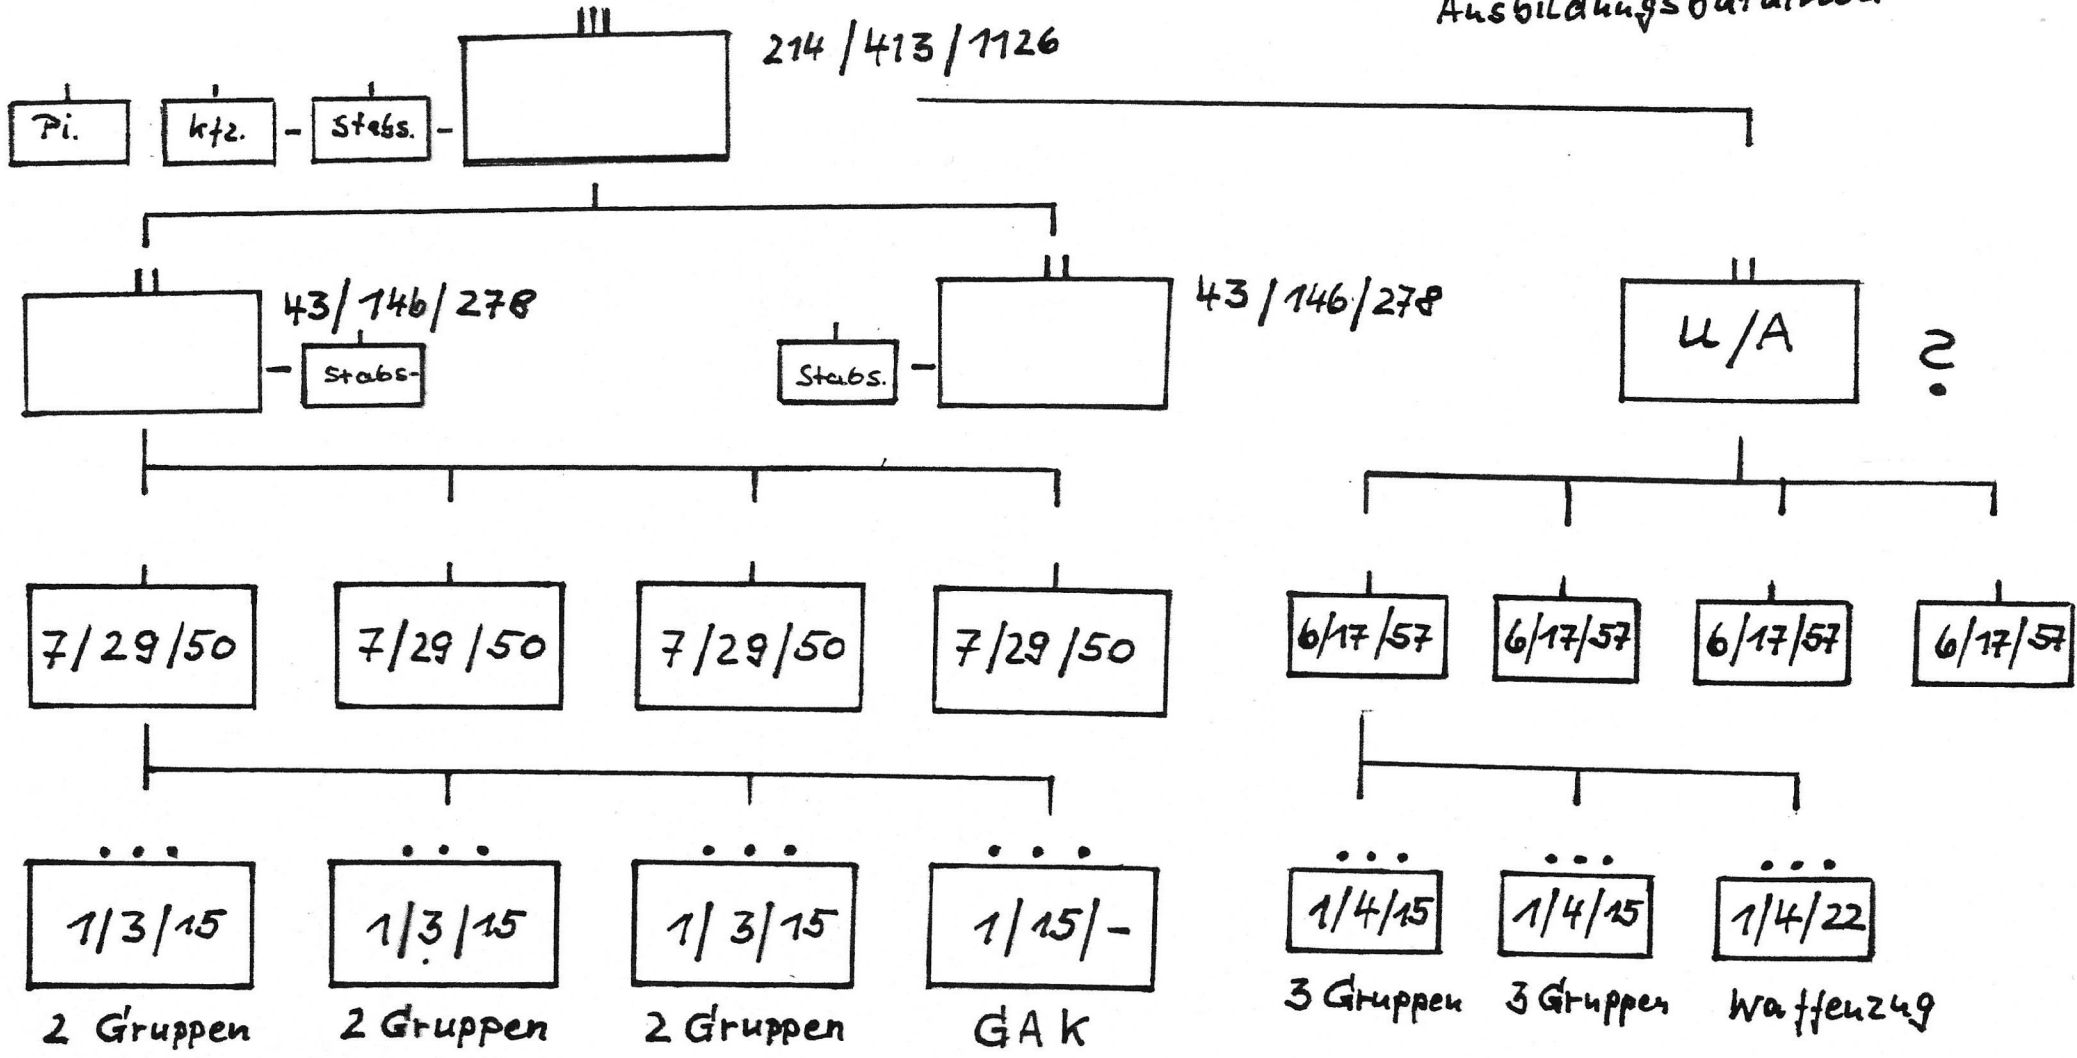 Ausbildungsbataillon
214/413/1126
Pi.
Kfz.
Stabs.
43/146/278
Stabs-
Stabs.
43/146/278
U/A
?
7/29/50
7/29/50
7/29/50
7/29/50
6/17/57
6/17/57
6/17/57
6/17/57
1/3/15
1/3/15
1/3/15
1/15/-
1/4/15
1/4/15
1/4/22
2 Gruppen
2 Gruppen
2 Gruppen
GAK
3 Gruppen
3 Gruppen
Waffenzug